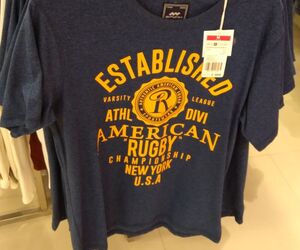 ESTABLISHED
VARSITY LEAGUE
R
ATHL DIVI
AMERICAN
RUGBY
CHAMPIONSHIP
NEW YORK
U.S.A